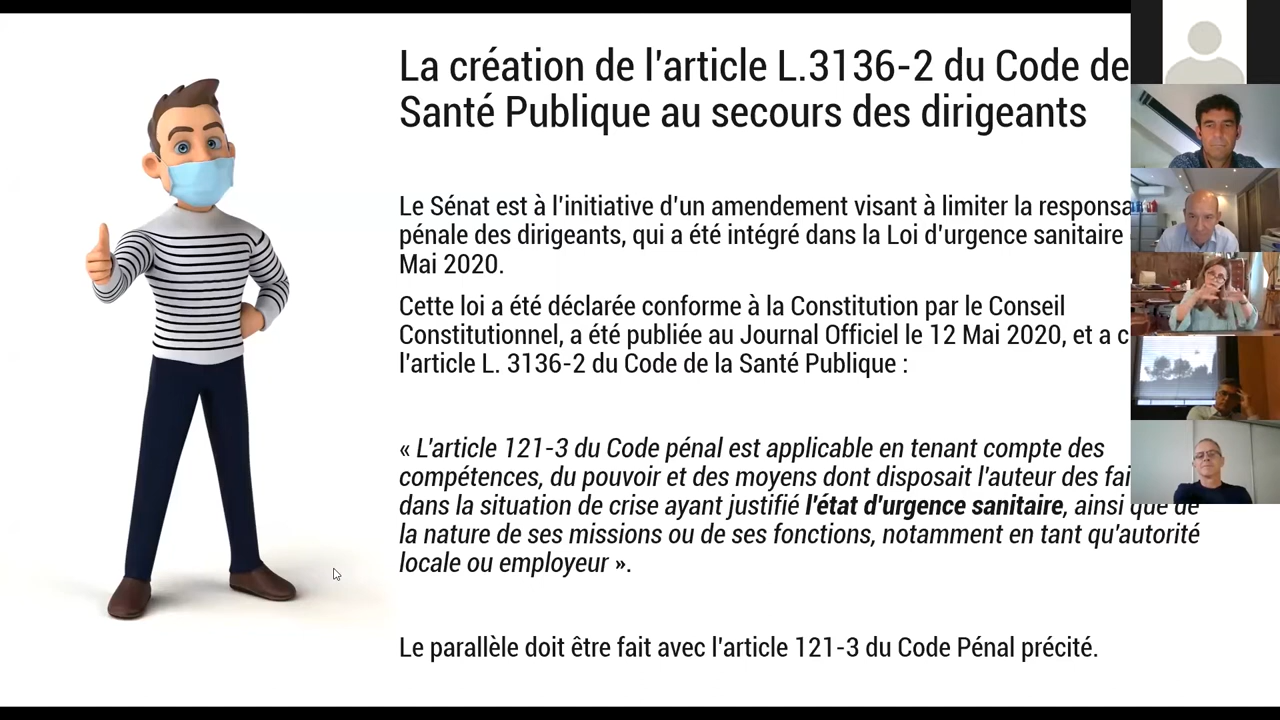 La création de l'article L.3136-2 du Code de
Santé Publique au secours des dirigeants
Le Sénat est à l'initiative d'un amendement visant à limiter la
pénale des dirigeants, qui a été intégré dans la Loi d'urgence sanitaire
Mai 2020.
Cette loi a été déclarée conforme à la Constitution par le Conseil
Constitutionnel, a été publiée au Journal Officiel le 12 Mai 2020, et a
l'article L. 3136-2 du Code de la Santé Publique :
« L'article 121-3 du Code pénal est applicable en tenant compte des
compétences, du pouvoir et des moyens dont disposait l'auteur des
dans la situation de crise ayant justifié l'état d'urgence sanitaire, ainsi que de
la nature de ses missions ou de ses fonctions, notamment en tant qu'autorité
locale ou employeur ».
Le parallèle doit être fait avec l'article 121-3 du Code Pénal précité.